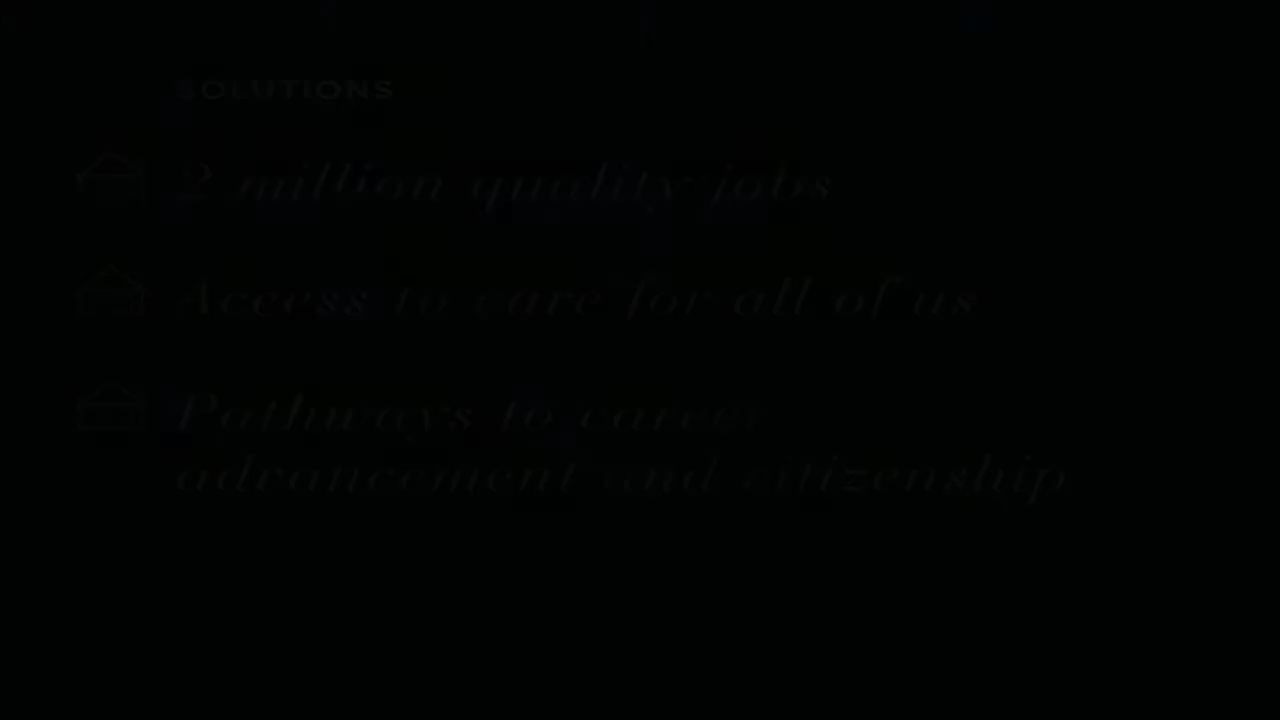 SOLUTIONS
2 million quality jobs
Access to care for all of us
Pathways to career
advancement and citizenship